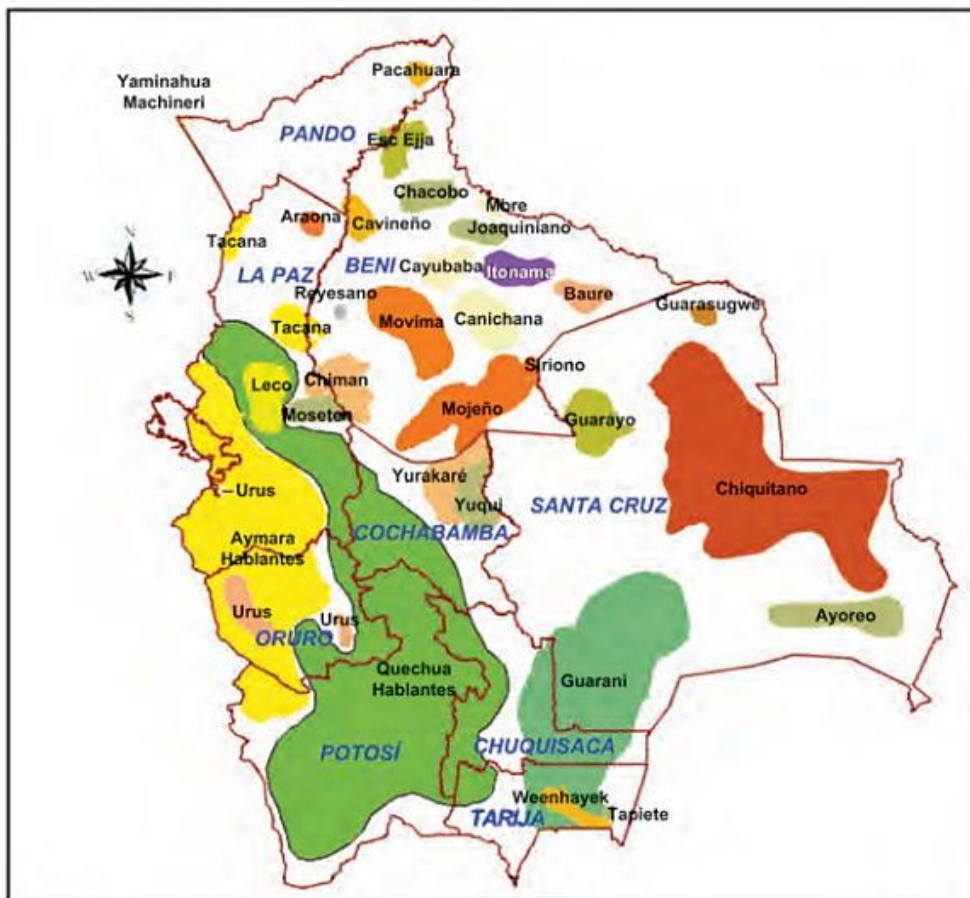 Pacahuara
Yaminahua
Machineri
PANDO
Esc Ejja
Chacobo
Mbre
Joaquiniano
Araona
Cavineño
Tacana
LA PAZ
BENI
Cayubaba
Itonama
Reyesano
Baure
Guarasugwe
Tacana
Movima
Canichana
Siriono
Leco
Chiman
Moseten
Mojeño
Guarayo
Yurakaré
Yuqui
SANTA CRUZ
Chiquitano
Urus
Aymara
Hablantes
COCHABAMBA
Urus
Urus
ORURO
Ayoreo
Quechua
Hablantes
Guarani
POTOSÍ
CHUQUISACA
Weenhayek
TARIJA
Tapiete
N
W
E
S